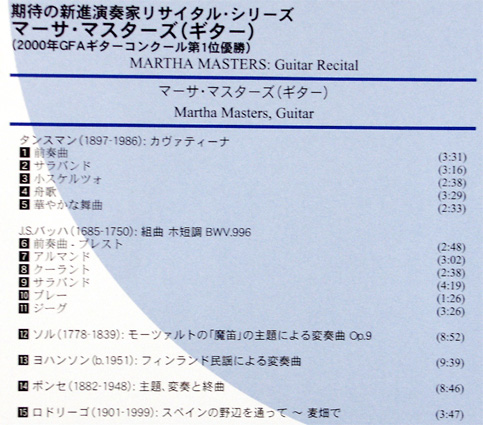 期待の新進演奏家リサイタル・シリーズ
マーサ・マスターズ(ギター)
(2000年GFAギターコンクール第1位優勝)
MARTHA MASTERS: Guitar Recital
マーサ・マスターズ(ギター)
Martha Masters, Guitar
タンスマン(1897-1986): カヴァティーナ
1 前奏曲 (3:31)
2 サラバンド (3:16)
3 小スケルツォ (2:38)
4 舟歌 (3:29)
5 華やかな舞曲 (2:33)
J.S.バッハ(1685-1750): 組曲 ホ短調 BWV.996
6 前奏曲 - プレスト (2:48)
7 アルマンド (3:02)
8 クーラント (2:38)
9 サラバンド (4:19)
10 ブレー (1:26)
11 ジーグ (3:26)
12 ソル(1778-1839): モーツァルトの「魔笛」の主題による変奏曲 Op.9 (8:52)
13 ヨハンソン(b.1951): フィンランド民謡による変奏曲 (9:39)
14 ポンセ(1882-1948): 主題、変奏と終曲 (8:46)
15 ロドリーゴ(1901-1999): スペインの野辺を通って ～ 麦畑で (3:47)